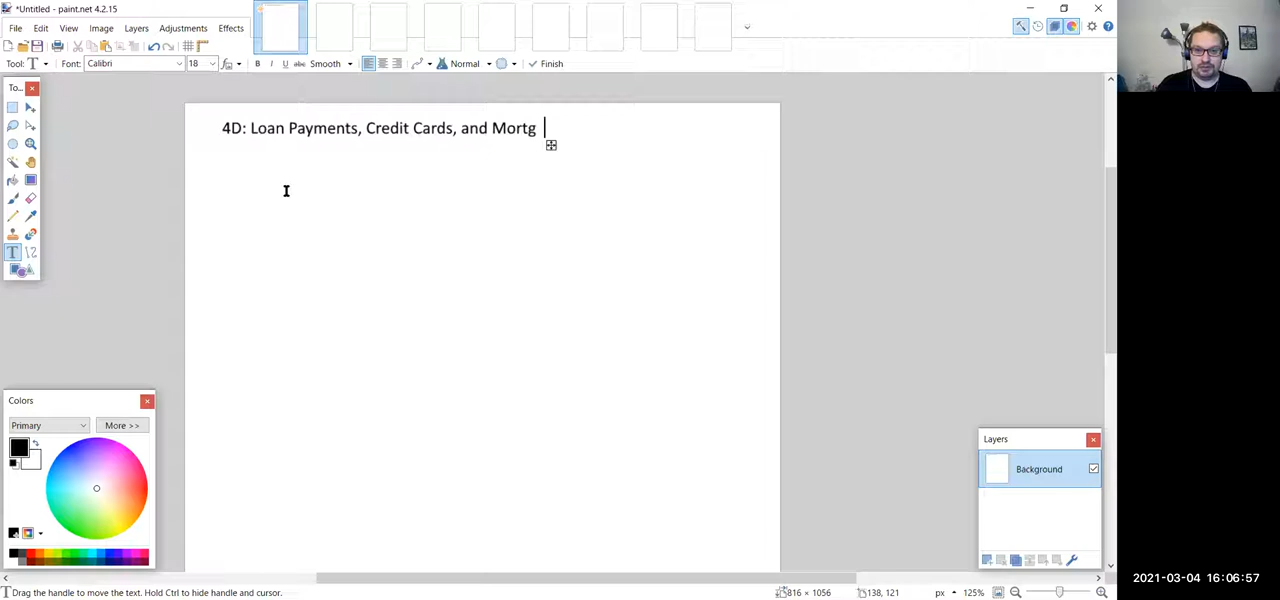 *Untitled - paint.net 4.2.15
File Edit View Image Layers Adjustments Effects
Tool: T Font: Calibri 18 B I U abc Smooth Normal Finish
To...
4D: Loan Payments, Credit Cards, and Mortg
Colors
Primary More >>
Layers
Background
2021-03-04 16:06:57
Drag the handle to move the text. Hold Ctrl to hide handle and cursor. 816 × 1056 138, 121 px 125%